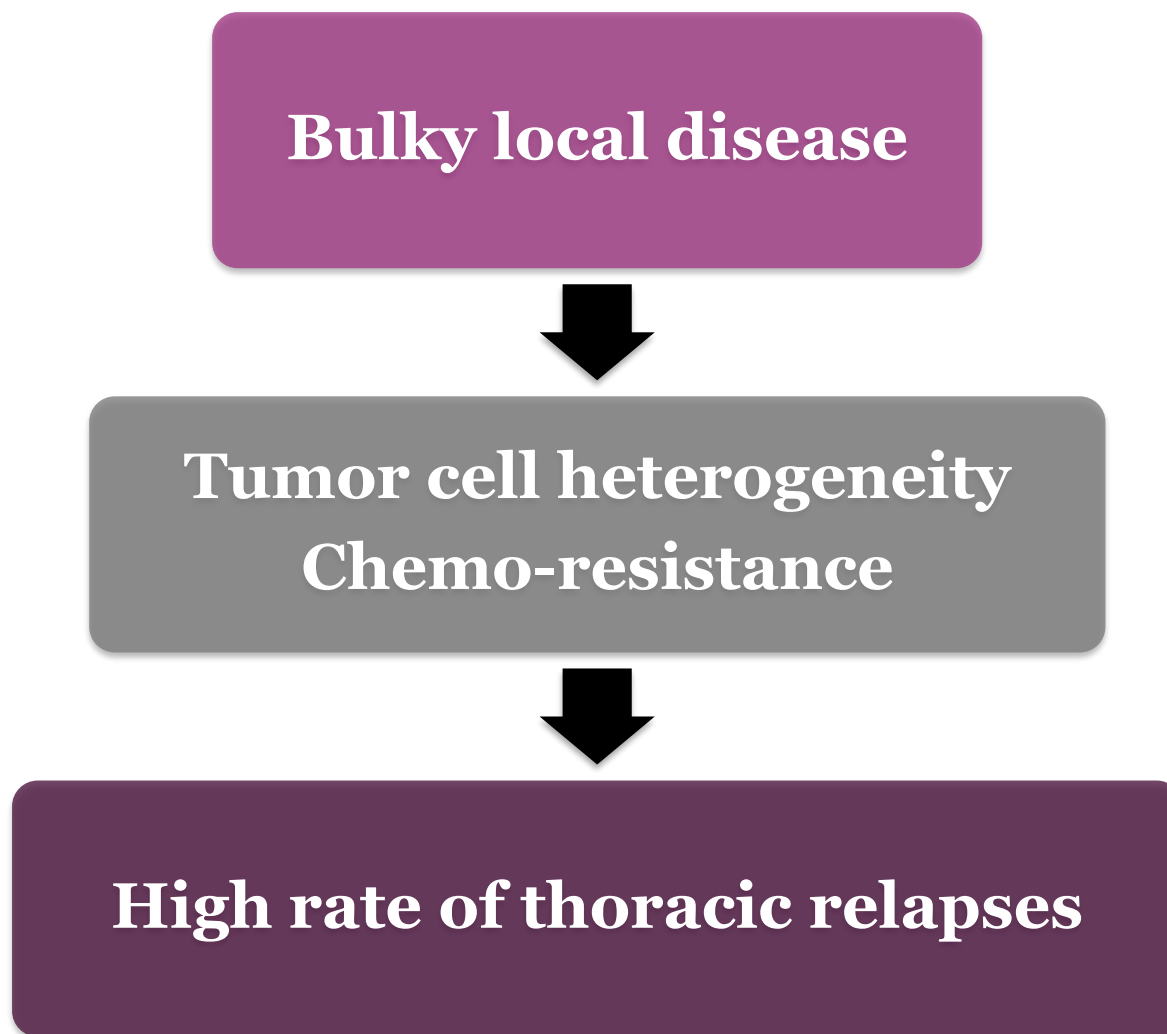 Bulky local disease
Tumor cell heterogeneity
Chemo-resistance
High rate of thoracic relapses